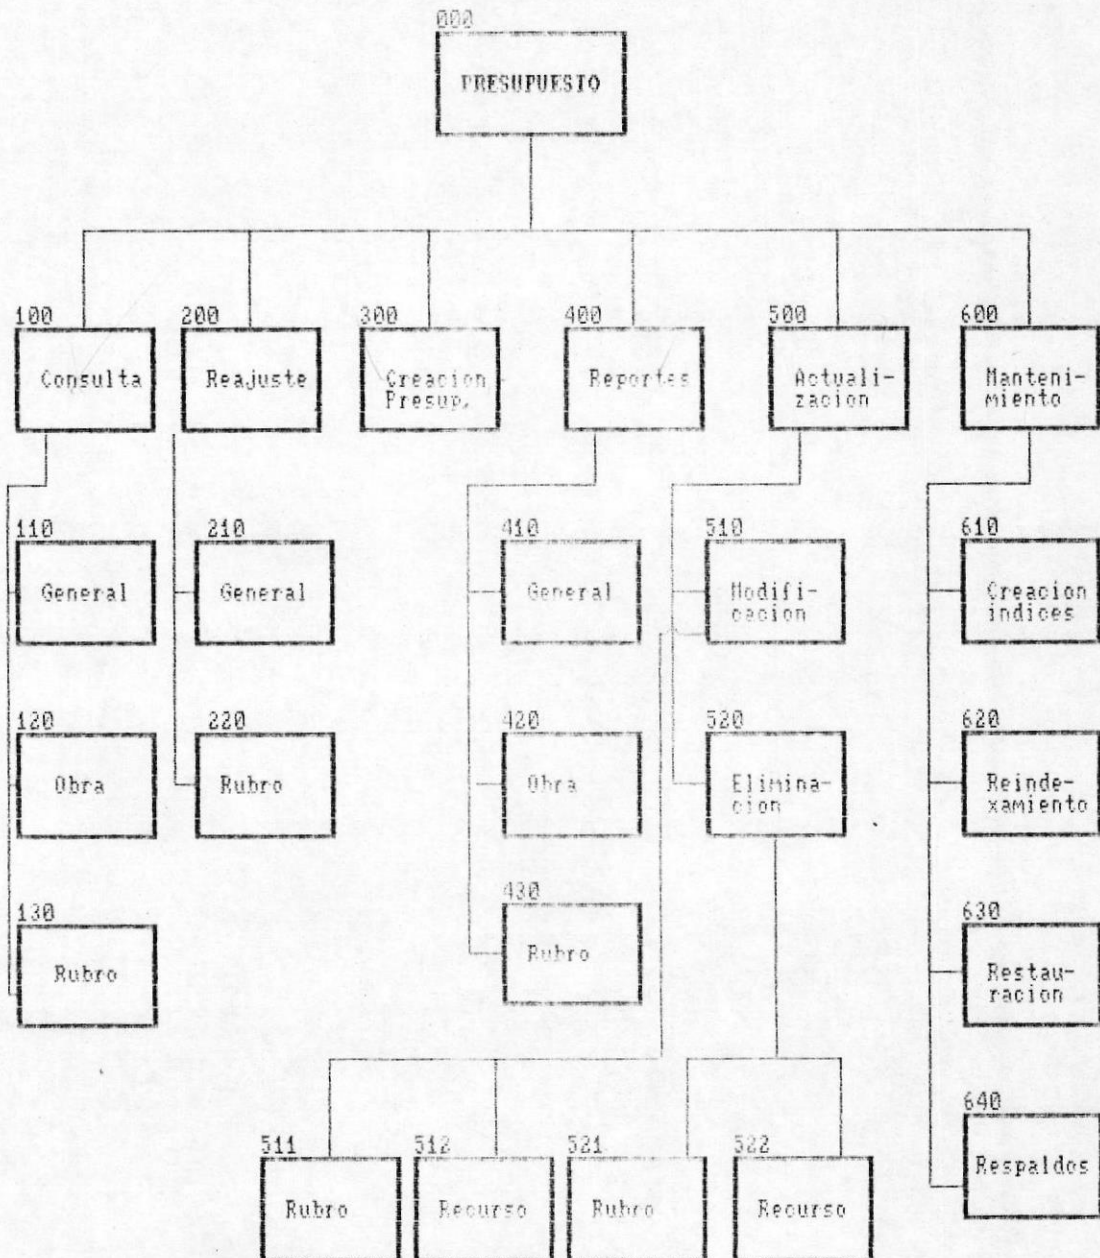 000
PRESUPUESTO
100
Consulta
200
Reajuste
300
Creacion
Presup.
400
Reportes
500
Actuali-
zacion
600
Manteni-
miento
110
General
210
General
410
General
510
Modifi-
cacion
610
Creacion
indices
120
Obra
220
Rubro
420
Obra
520
Elimina-
cion
620
Reinde-
xamiento
130
Rubro
430
Rubro
630
Restau-
racion
640
Respaldos
511
Rubro
512
Recurso
521
Rubro
522
Recurso